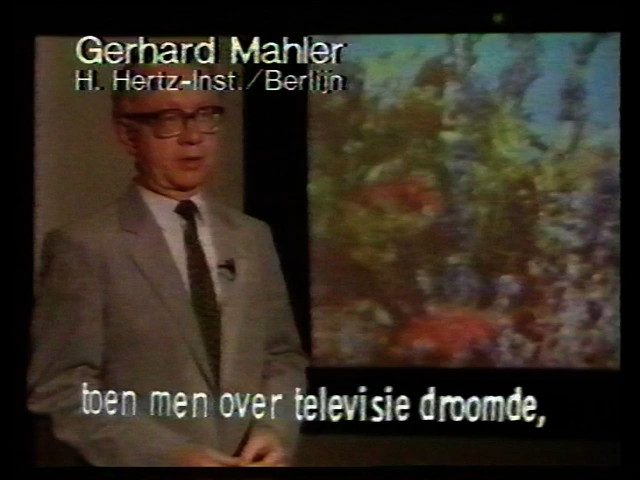 Gerhard Mahler
H. Hertz-Inst./Berlijn
toen men over televisie droomde,